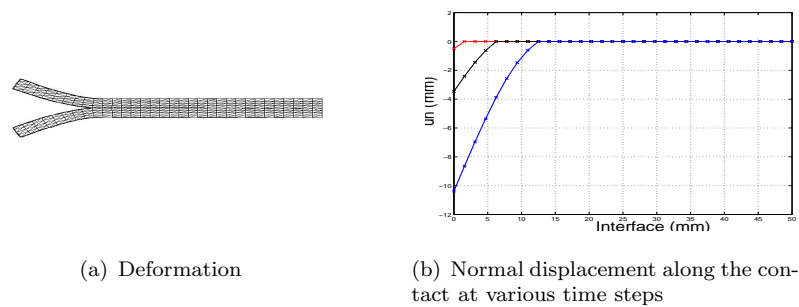 2
0
−2
−4
−6
−8
−10
−12
un (mm)
0 5 10 15 20 25 30 35 40 45 50
Interface (mm)
(a) Deformation
(b) Normal displacement along the con-
tact at various time steps